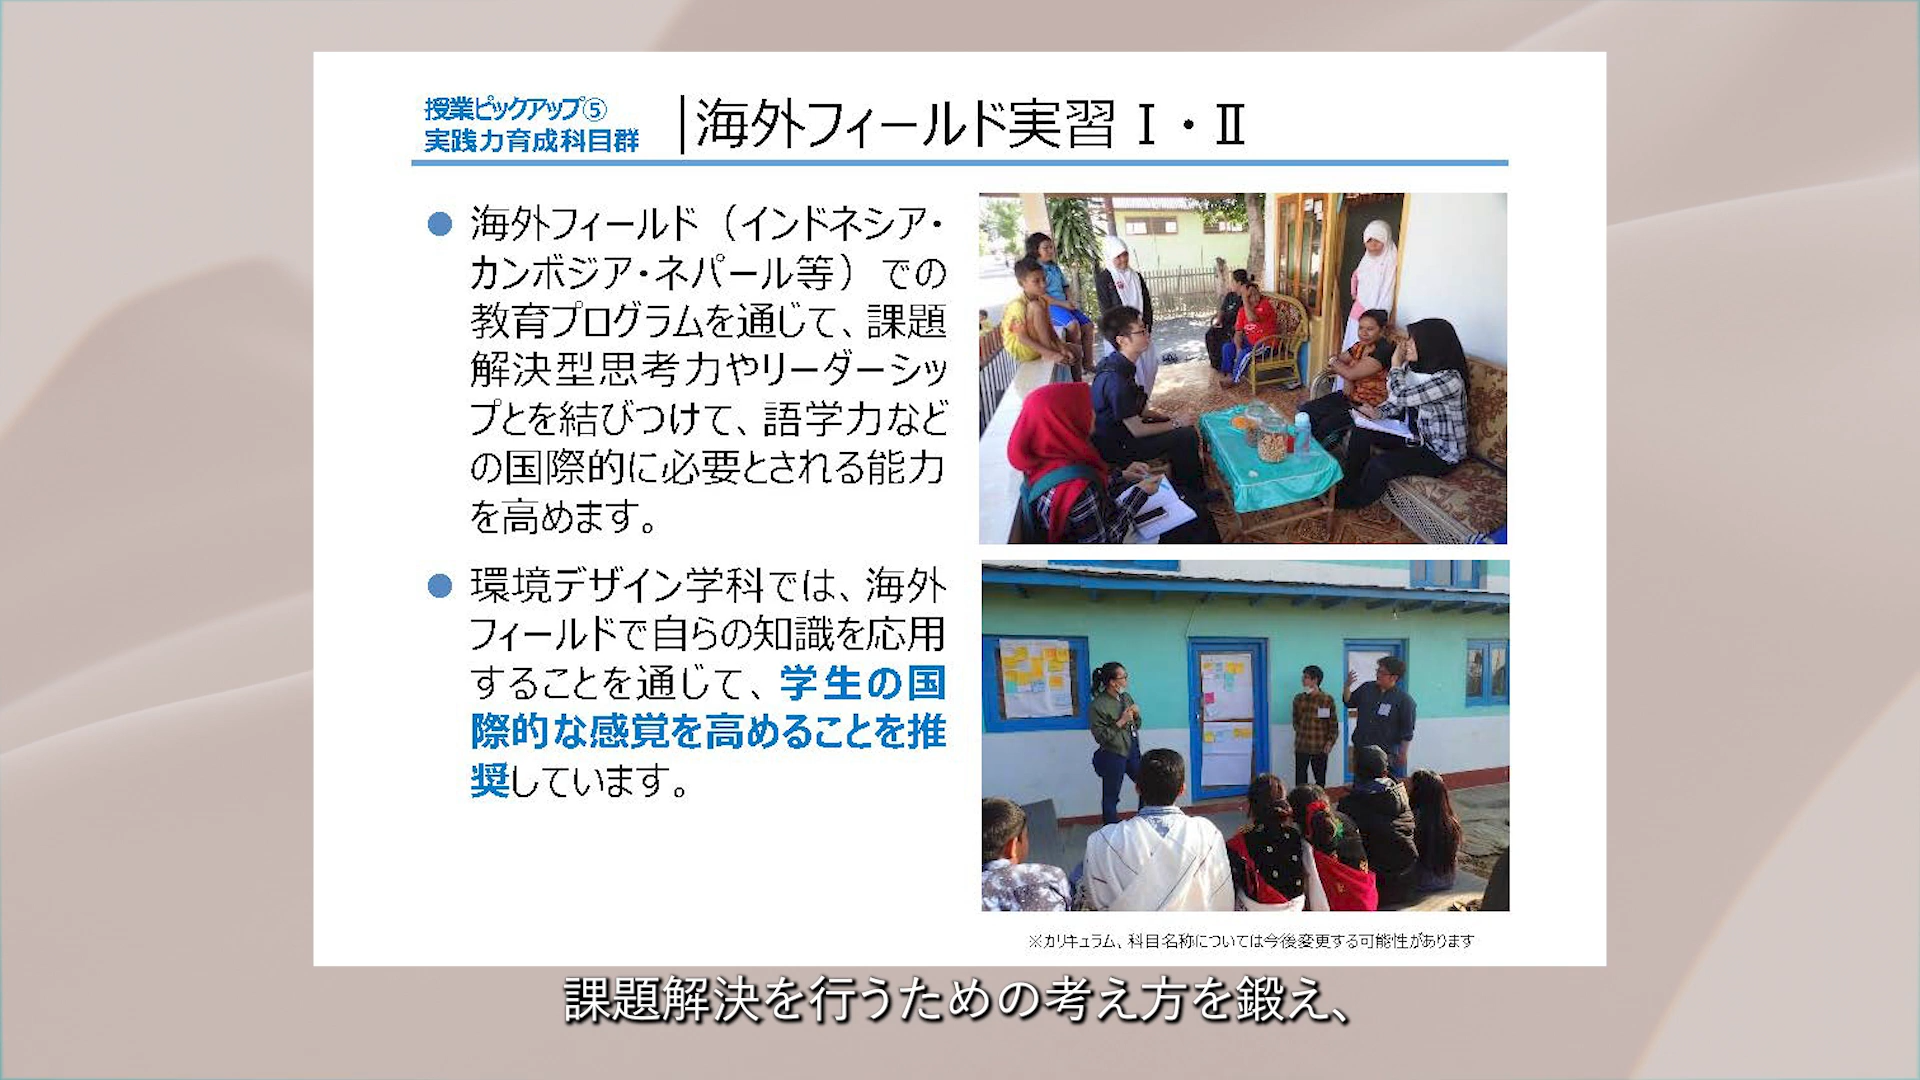 授業ピックアップ⑤
実践力育成科目群
海外フィールド実習Ⅰ・Ⅱ
● 海外フィールド（インドネシア・
カンボジア・ネパール等）での
教育プログラムを通じて、課題
解決型思考力やリーダーシッ
プとを結びつけて、語学力など
の国際的に必要とされる能力
を高めます。
● 環境デザイン学科では、海外
フィールドで自らの知識を応用
することを通じて、学生の国
際的な感覚を高めることを推
奨しています。
※カリキュラム、科目名称については今後変更する可能性があります
課題解決を行うための考え方を鍛え、